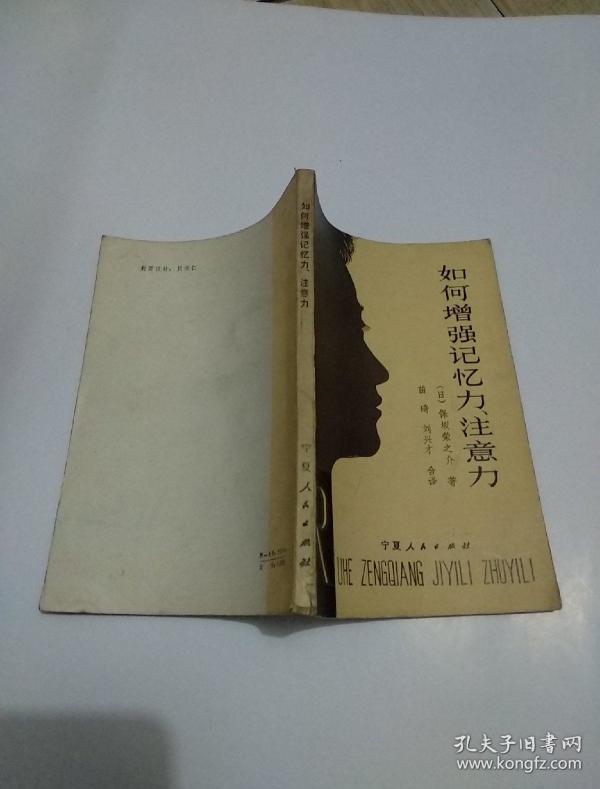 如何增强记忆力、注意力
(日) 保坂荣之介 著
苗琦 刘兴才 合译
宁夏人民出版社
UHE ZENGQIANG JIYILI ZHUYILI
如何增强记忆力、注意力
宁夏人民出版社
孔夫子旧书网
www.kongfz.com